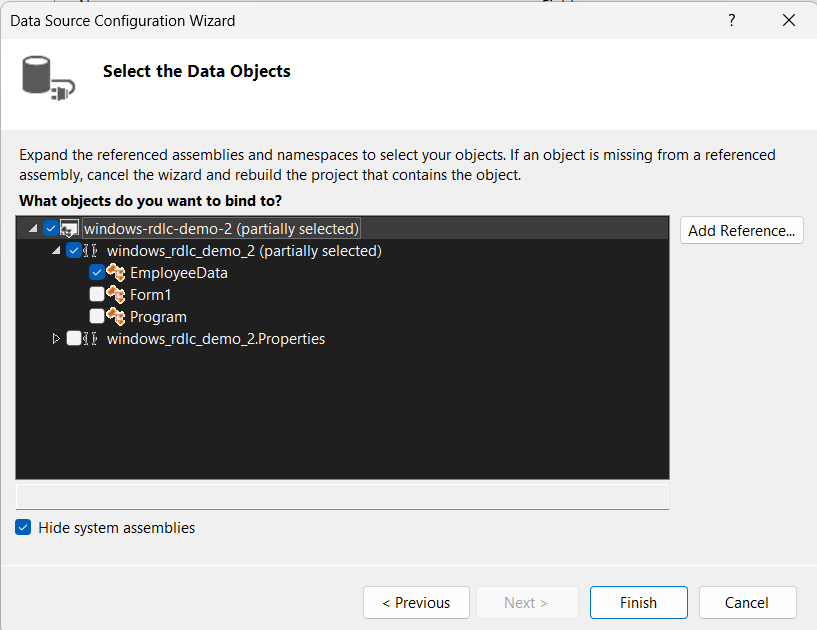 Data Source Configuration Wizard
?
Select the Data Objects
Expand the referenced assemblies and namespaces to select your objects. If an object is missing from a referenced
assembly, cancel the wizard and rebuild the project that contains the object.
What objects do you want to bind to?
windows-rdlc-demo-2 (partially selected)
Add Reference...
windows_rdlc_demo_2 (partially selected)
EmployeeData
Form1
Program
windows_rdlc_demo_2.Properties
Hide system assemblies
< Previous
Next >
Finish
Cancel